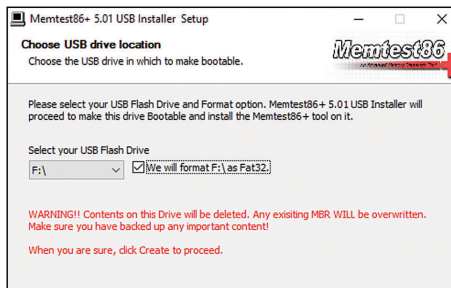 Memtest86+ 5.01 USB Installer Setup
Choose USB drive location
Choose the USB drive in which to make bootable.
Memtest86
Please select your USB Flash Drive and Format option. Memtest86+ 5.01 USB Installer will
proceed to make this drive Bootable and install the Memtest86+ tool on it.
Select your USB Flash Drive
F:\
We will format F:\ as Fat32.
WARNING!! Contents on this Drive will be deleted. Any exisiting MBR WILL be overwritten.
Make sure you have backed up any important content!
When you are sure, click Create to proceed.